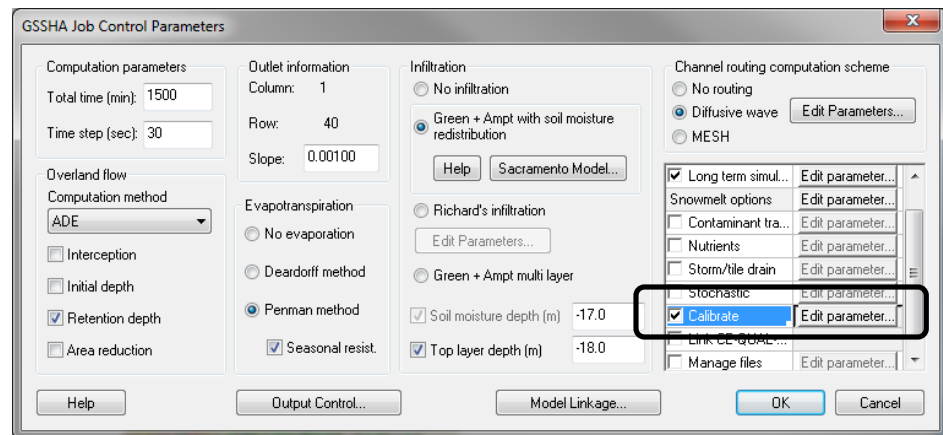 GSSHA Job Control Parameters
Computation parameters
Total time (min): 1500
Time step (sec): 30
Overland flow
Computation method
ADE
Interception
Initial depth
Retention depth
Area reduction
Outlet information
Column: 1
Row: 40
Slope: 0.00100
Evapotranspiration
No evaporation
Deardorff method
Penman method
Seasonal resist.
Infiltration
No infiltration
Green + Ampt with soil moisture
redistribution
Help Sacramento Model...
Richard's infiltration
Edit Parameters...
Green + Ampt multi layer
Soil moisture depth (m) -17.0
Top layer depth (m) -18.0
Channel routing computation scheme
No routing
Diffusive wave Edit Parameters...
MESH
Long term simul... Edit parameter...
Snowmelt options Edit parameter...
Contaminant tra... Edit parameter...
Nutrients Edit parameter...
Storm/tile drain Edit parameter...
Stochastic Edit parameter...
Calibrate Edit parameter...
Link CE-QUAL-...
Manage files Edit parameter...
Help Output Control... Model Linkage... OK Cancel